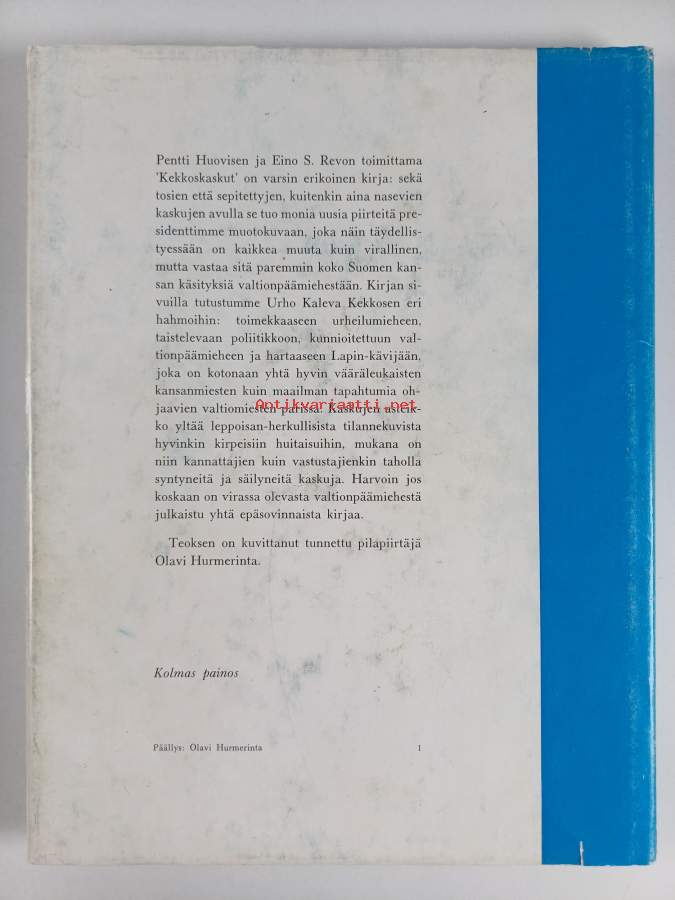 Pentti Huovisen ja Eino S. Revon toimittama
'Kekkoskaskut' on varsin erikoinen kirja: sekä
tosien että sepitettyjen, kuitenkin aina nasevien
kaskujen avulla se tuo monia uusia piirteitä pre-
sidenttimme muotokuvaan, joka näin täydellis-
tyessään on kaikkea muuta kuin virallinen,
mutta vastaa sitä paremmin koko Suomen kan-
san käsityksiä valtionpäämiehestään. Kirjan si-
vuilla tutustumme Urho Kaleva Kekkosen eri
hahmoihin: toimekkaaseen urheilumieheen,
taistelevaan poliitikkoon, kunnioitettuun val-
tionpäämieheen ja hartaaseen Lapin-kävijään,
joka on kotonaan yhtä hyvin vääräleukaisten
kansanmiesten kuin maailman tapahtumia oh-
jaavien valtiomiesten parissa. Kaskujen asteik-
Antikvariaatti.net
ko yltää leppoisan-herkullisista tilannekuvista
hyvinkin kirpeisiin huitaisuihin, mukana on
niin kannattajien kuin vastustajienkin taholla
syntyneitä ja säilyneitä kaskuja. Harvoin jos
koskaan on virassa olevasta valtionpäämiehestä
julkaistu yhtä epäsovinnaista kirjaa.
Teoksen on kuvittanut tunnettu pilapiirtäjä
Olavi Hurmerinta.
Kolmas painos
Päällys: Olavi Hurmerinta 1